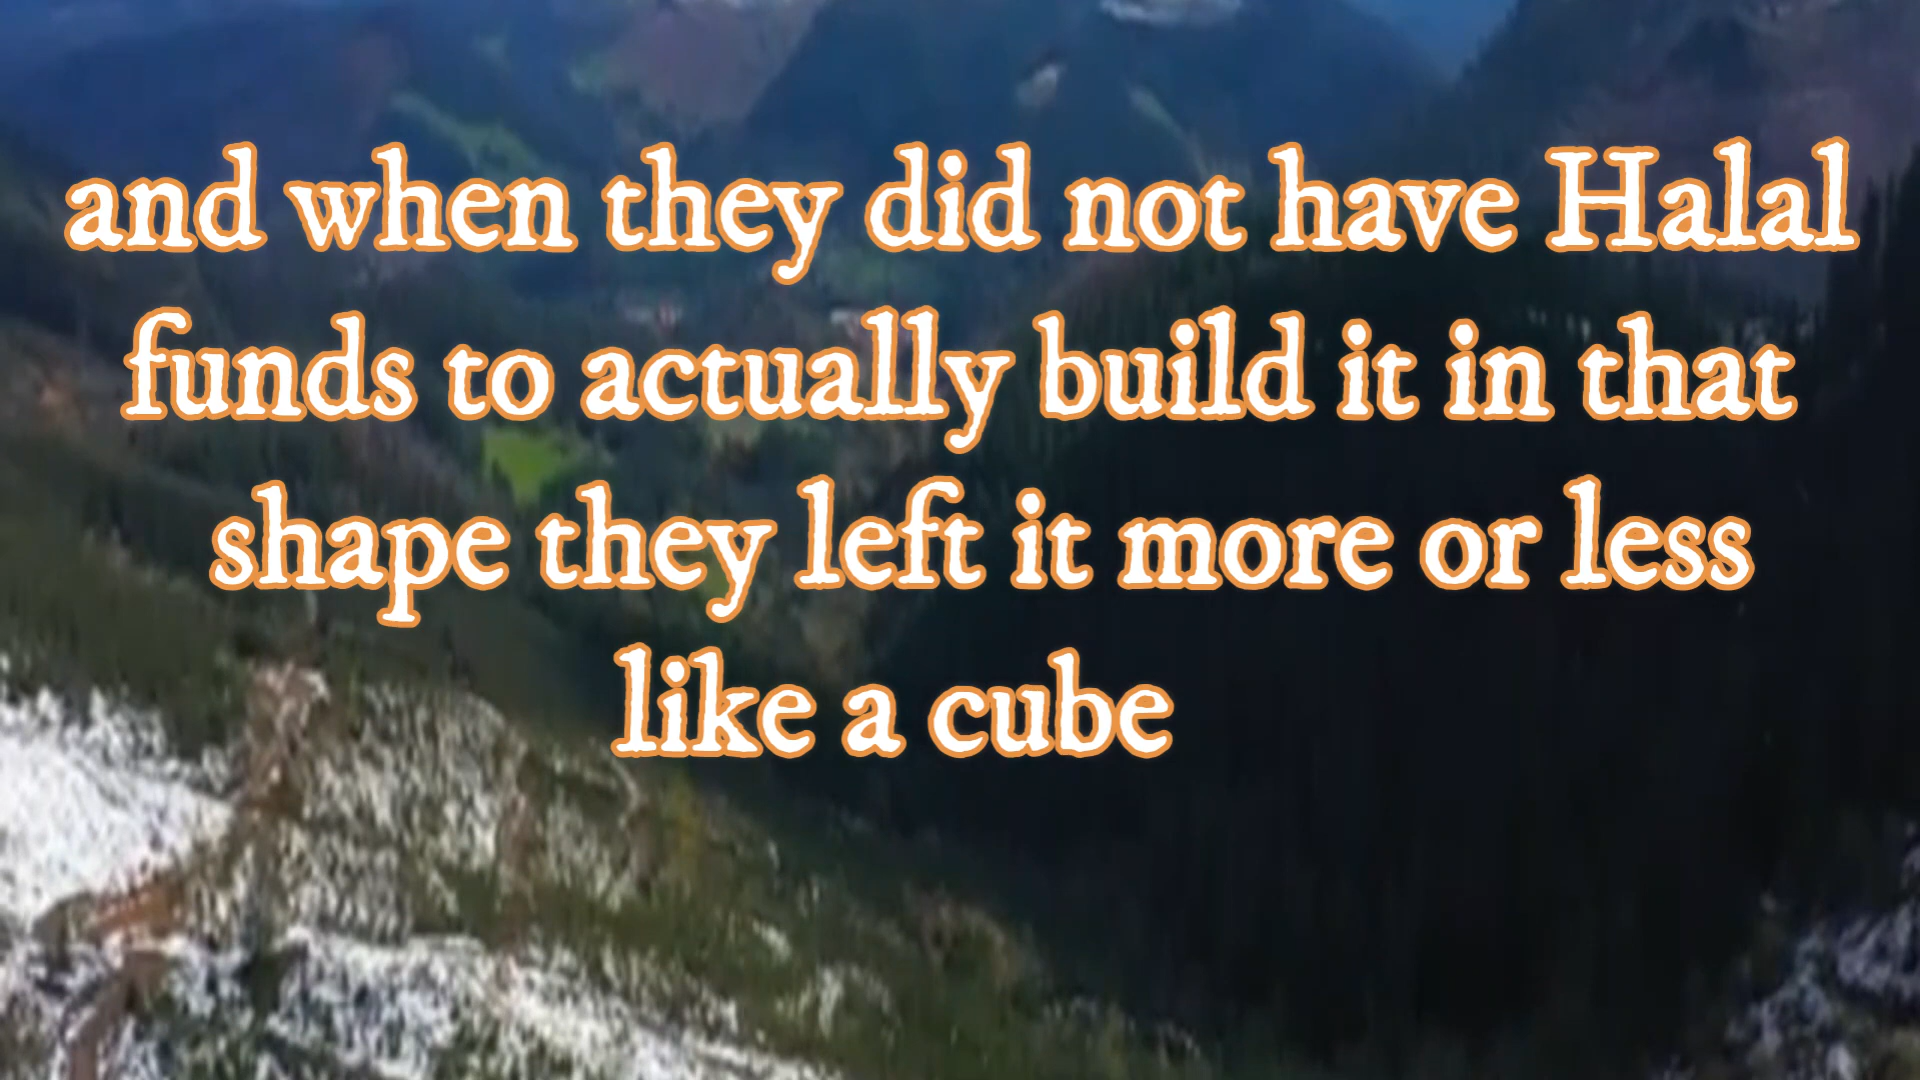 and when they did not have Halal
funds to actually build it in that
shape they left it more or less
like a cube